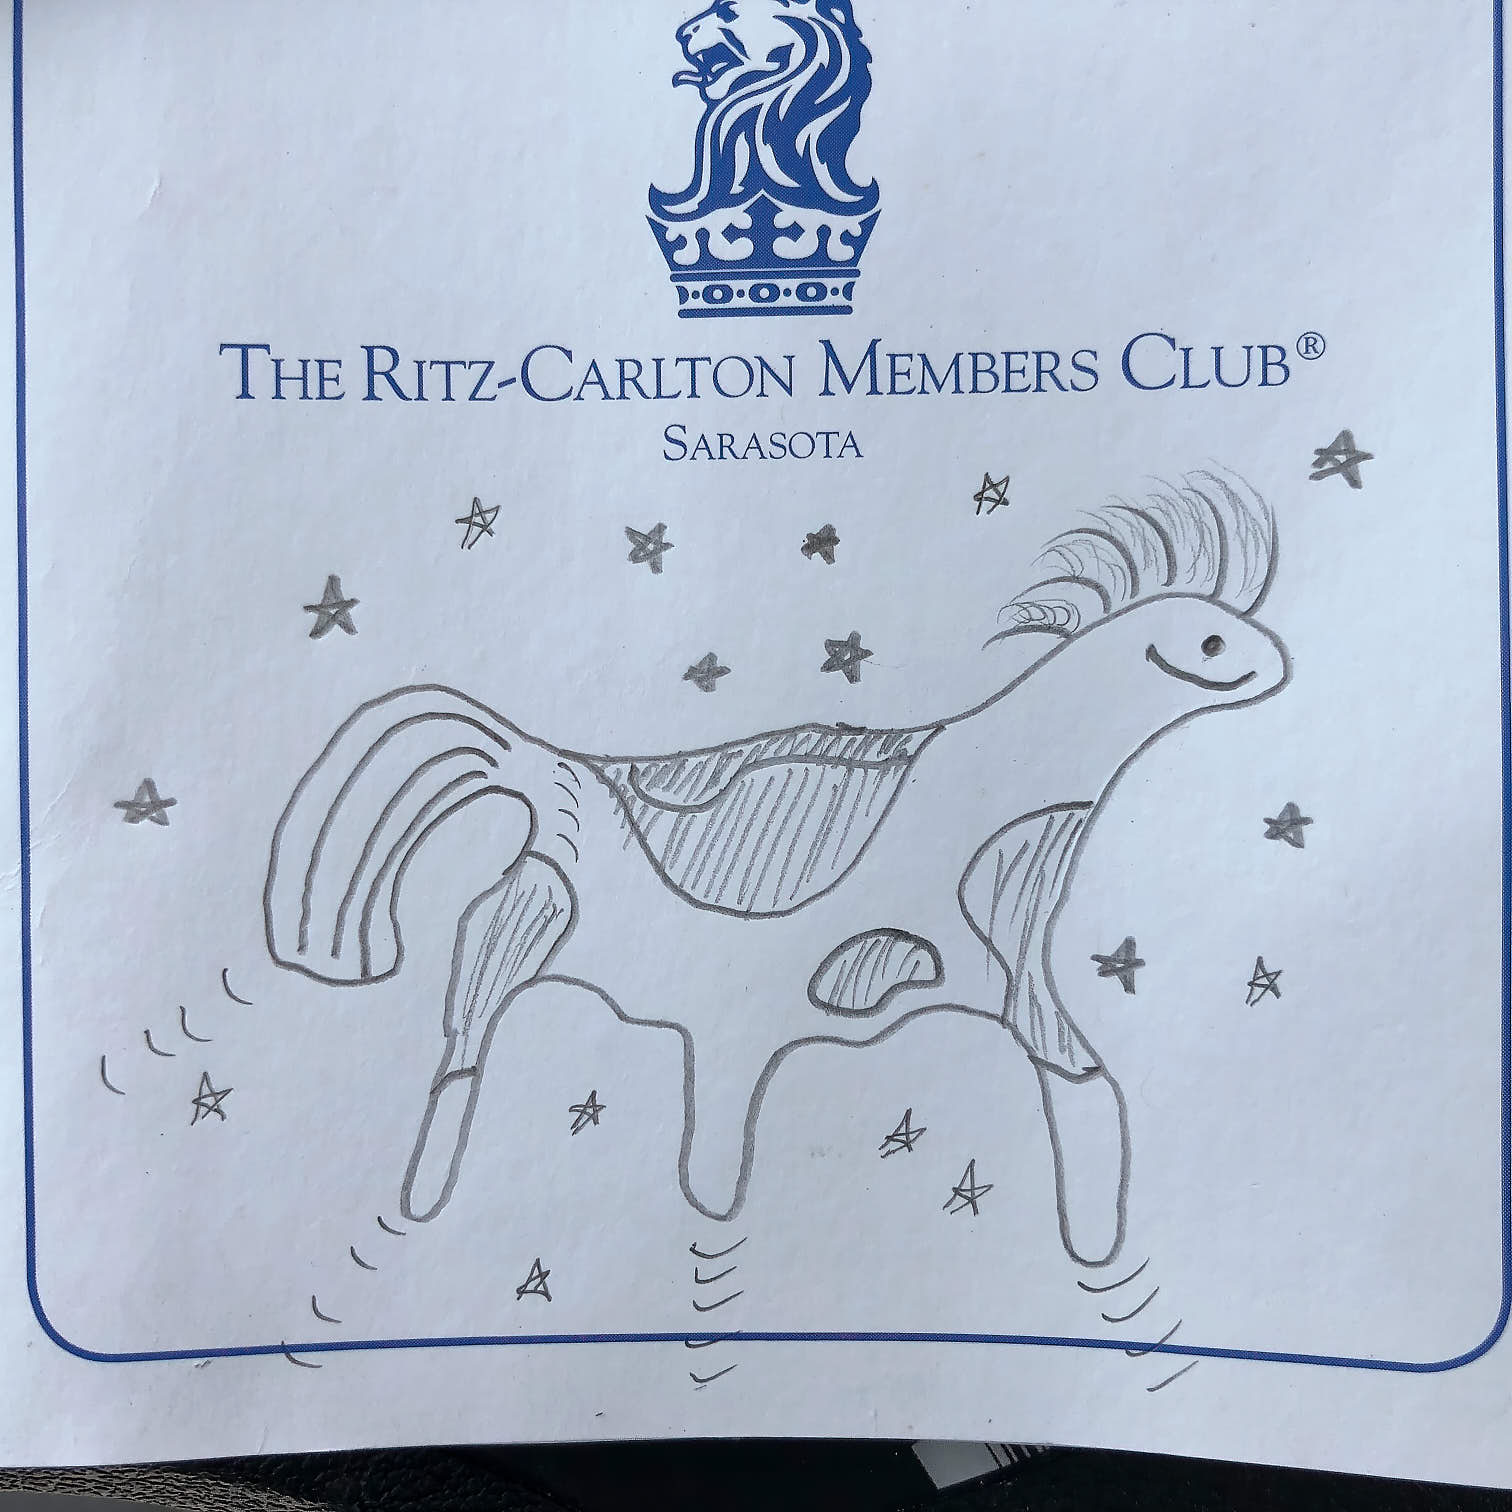 THE RITZ-CARLTON MEMBERS CLUB®
SARASOTA